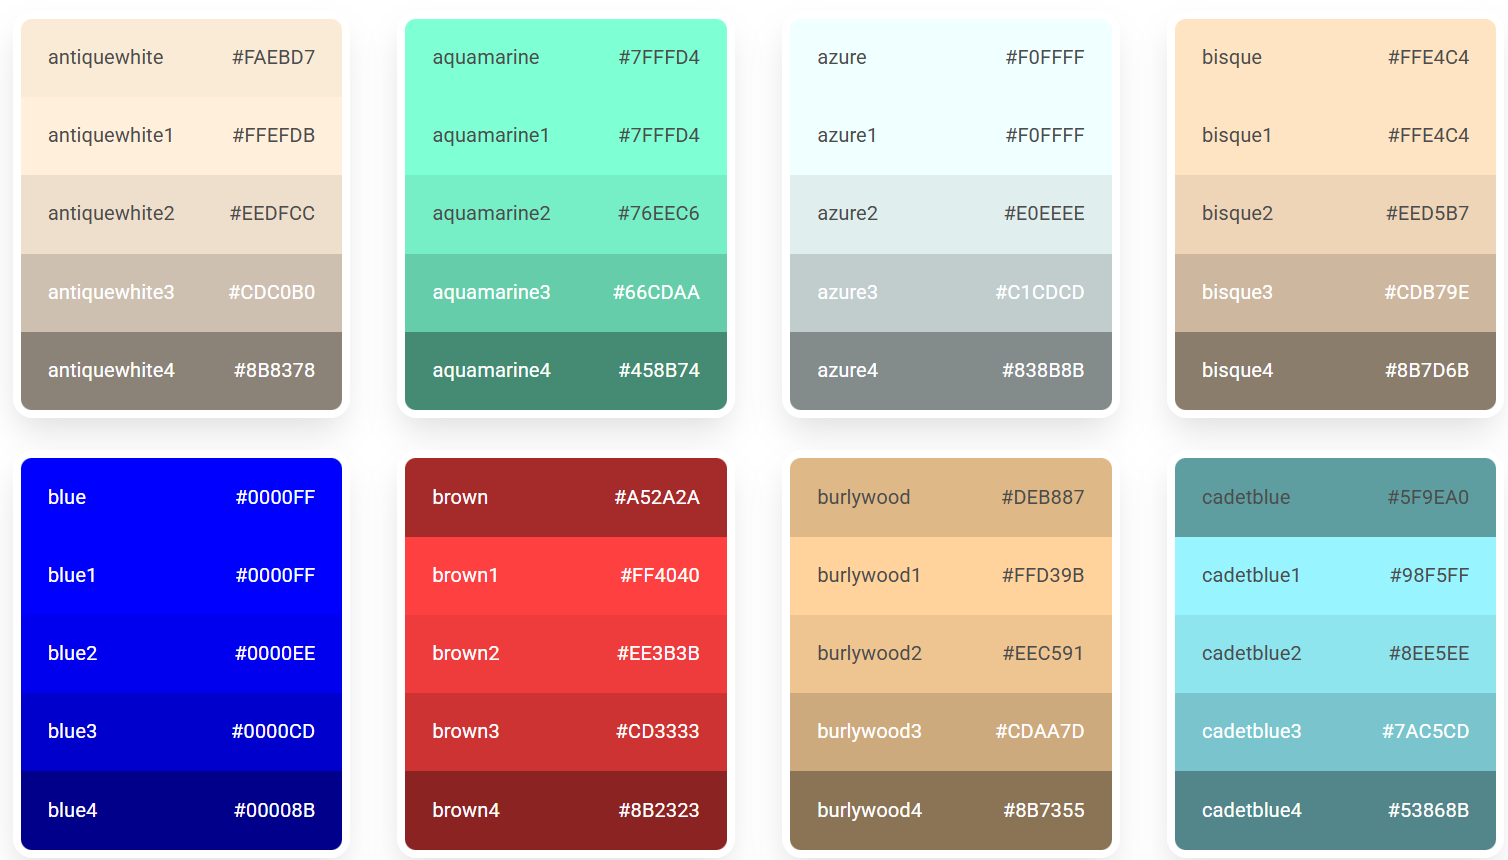 antiquewhite #FAEBD7
antiquewhite1 #FFEFDB
antiquewhite2 #EEDFCC
antiquewhite3 #CDC0B0
antiquewhite4 #8B8378
aquamarine #7FFFD4
aquamarine1 #7FFFD4
aquamarine2 #76EEC6
aquamarine3 #66CDAA
aquamarine4 #458B74
azure #F0FFFF
azure1 #F0FFFF
azure2 #E0EEEE
azure3 #C1CDCD
azure4 #838B8B
bisque #FFE4C4
bisque1 #FFE4C4
bisque2 #EED5B7
bisque3 #CDB79E
bisque4 #8B7D6B
blue #0000FF
blue1 #0000FF
blue2 #0000EE
blue3 #0000CD
blue4 #00008B
brown #A52A2A
brown1 #FF4040
brown2 #EE3B3B
brown3 #CD3333
brown4 #8B2323
burlywood #DEB887
burlywood1 #FFD39B
burlywood2 #EEC591
burlywood3 #CDAA7D
burlywood4 #8B7355
cadetblue #5F9EA0
cadetblue1 #98F5FF
cadetblue2 #8EE5EE
cadetblue3 #7AC5CD
cadetblue4 #53868B